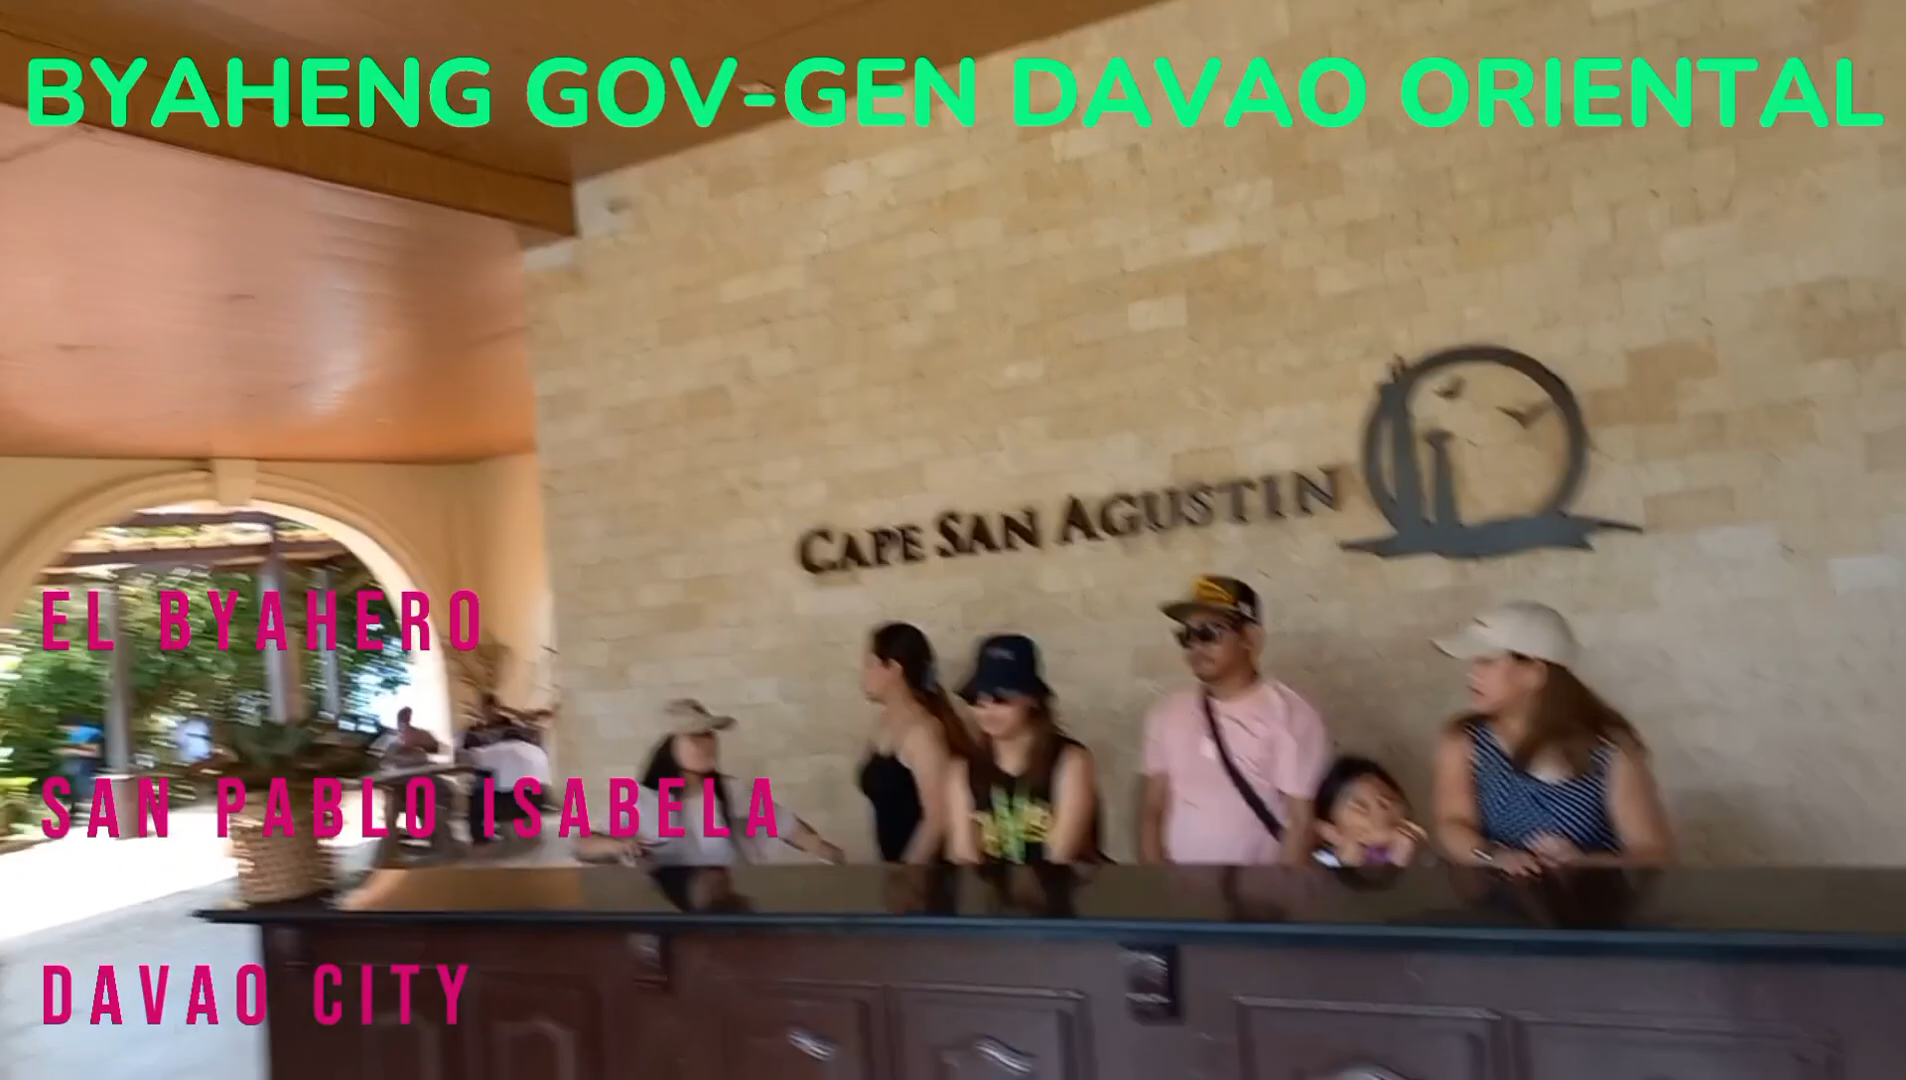 BYAHENG GOV-GEN DAVAO ORIENTAL
CAPE SAN AGUSTIN
EL BYAHERO
SAN PABLO ISABELA
DAVAO CITY